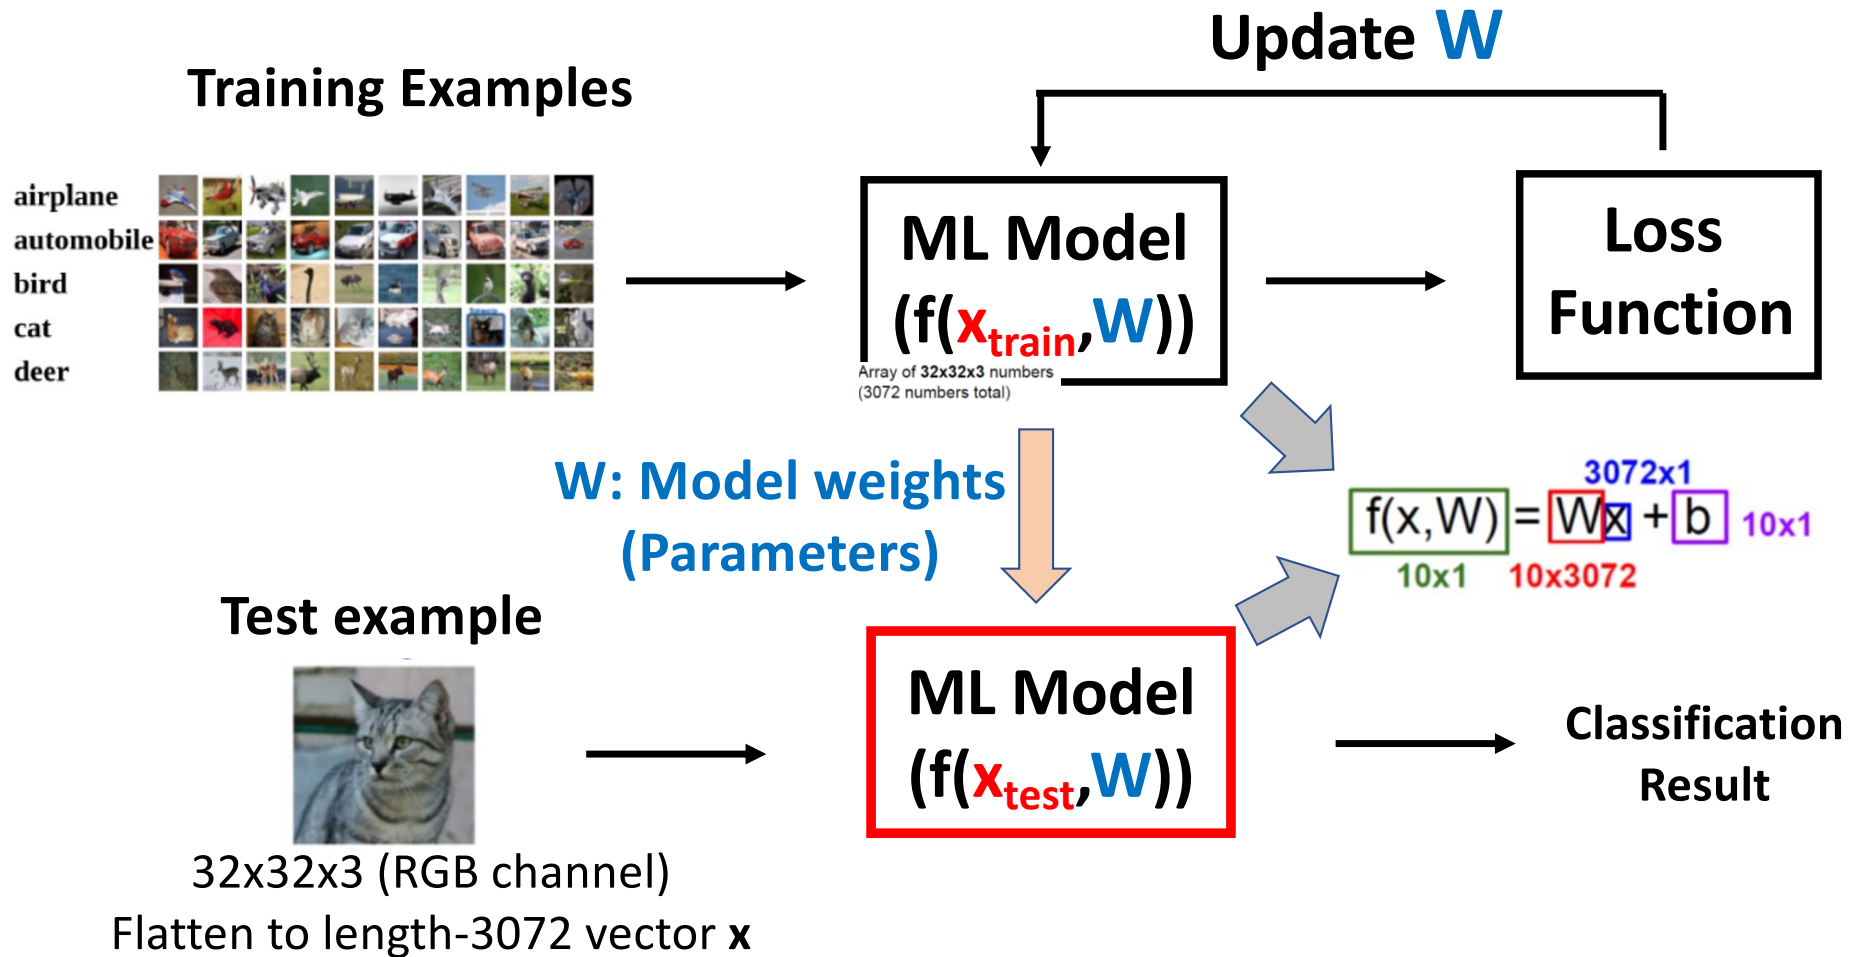 Update W
Training Examples
airplane
automobile
bird
cat
deer
ML Model
(f(xtrain,W))
Array of 32x32x3 numbers
(3072 numbers total)
Loss
Function
W: Model weights
(Parameters)
3072x1
f(x,W) = Wx + b 10x1
10x1 10x3072
Test example
ML Model
(f(xtest,W))
Classification
Result
32x32x3 (RGB channel)
Flatten to length-3072 vector x